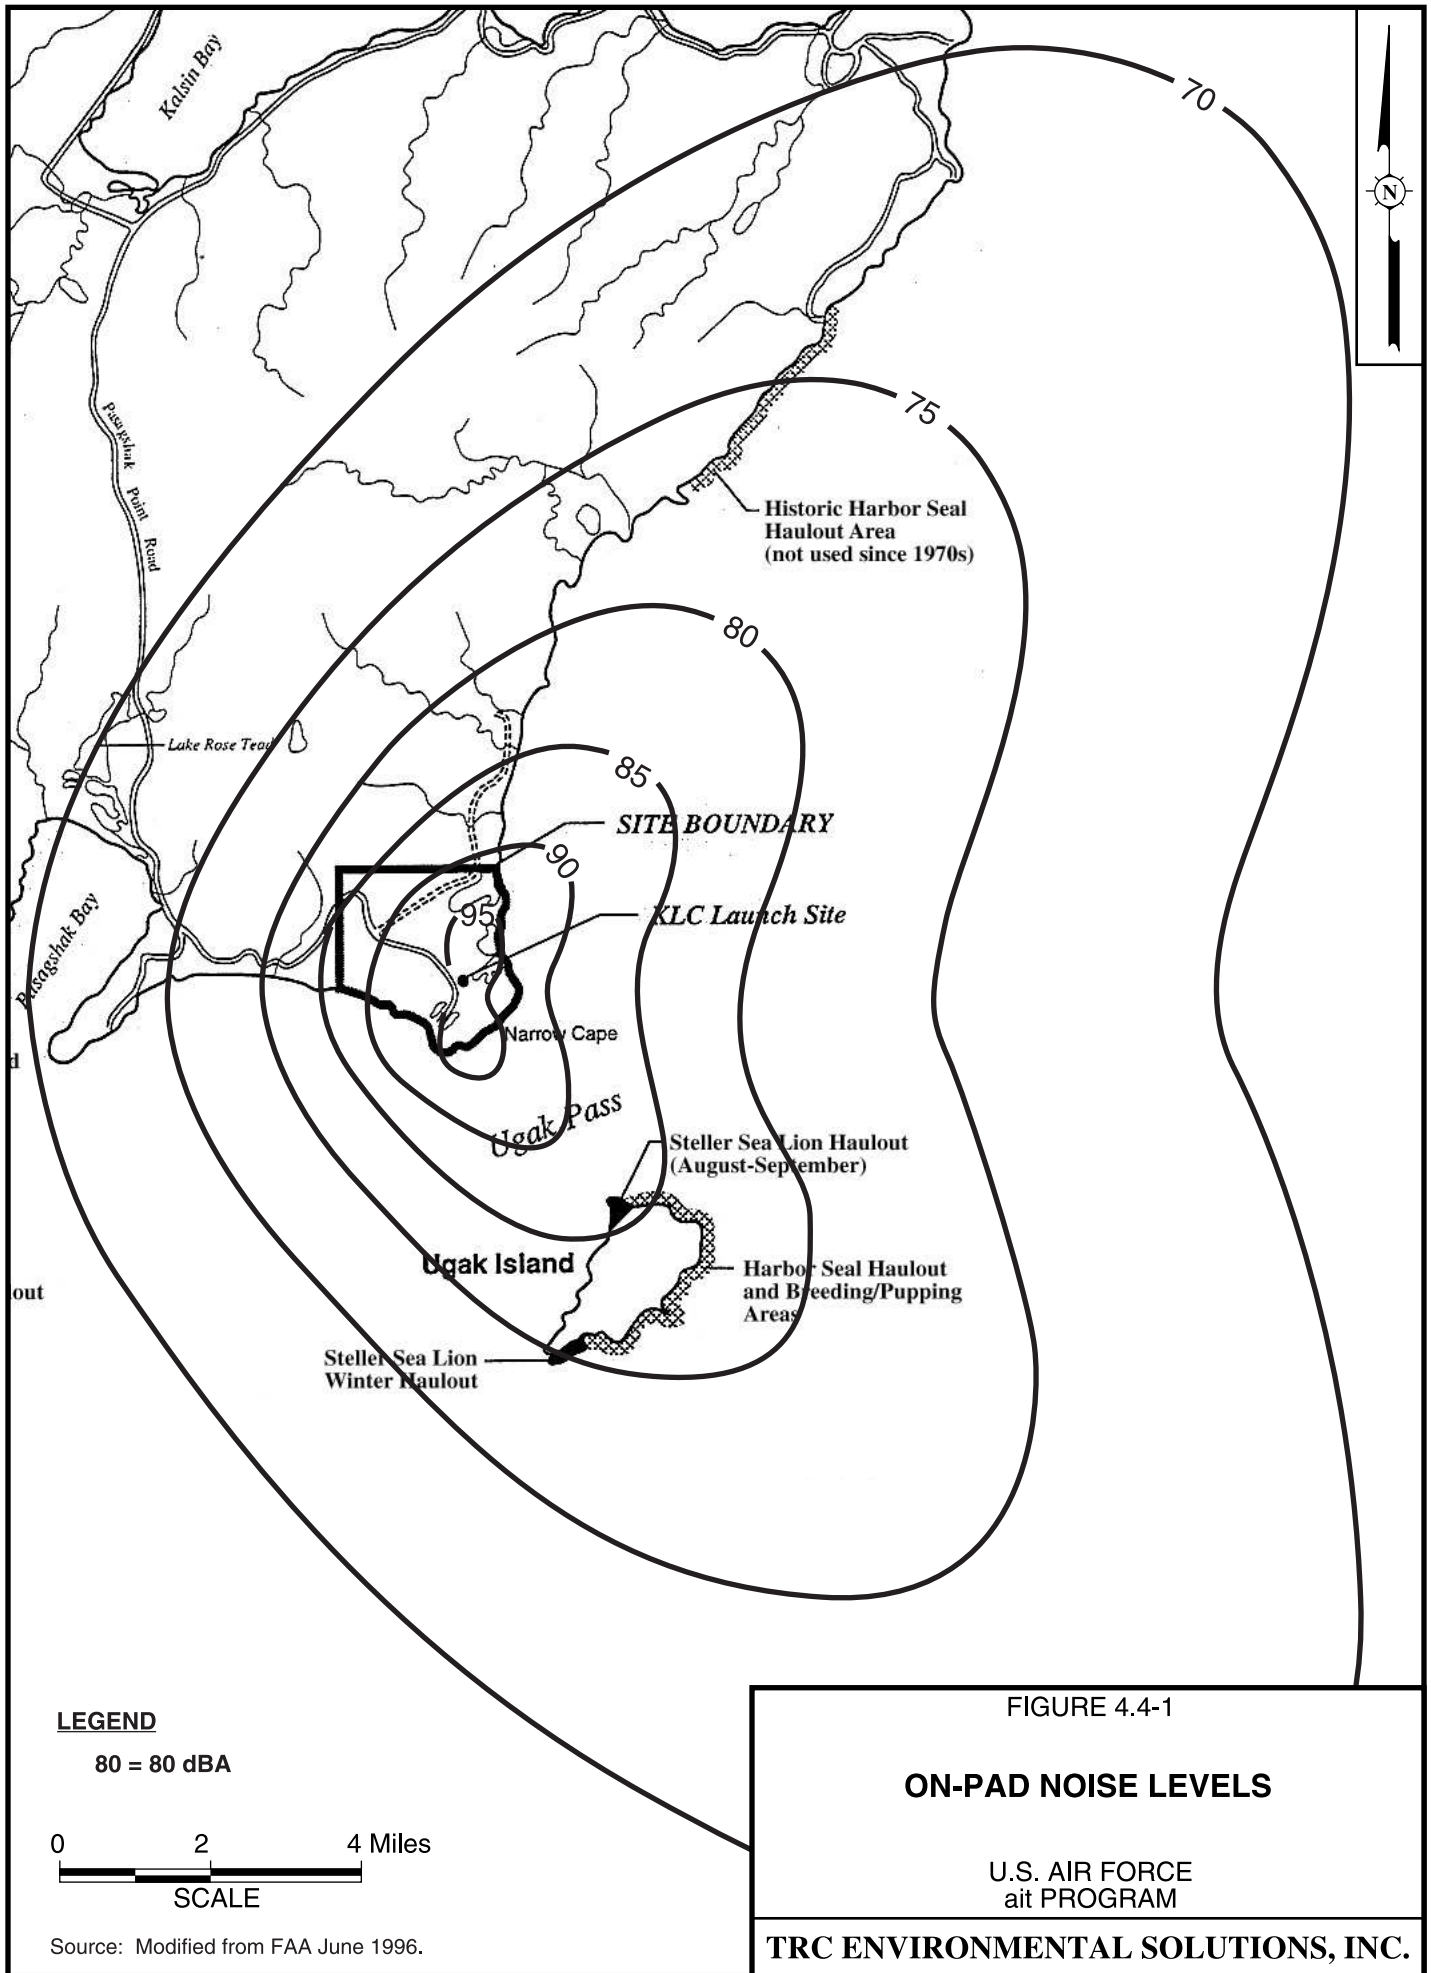 Kalsin Bay
70
N
Pasagshak Point Road
75
Historic Harbor Seal
Haulout Area
(not used since 1970s)
80
Lake Rose Tead
85
SITE BOUNDARY
90
95
KLC Launch Site
Pasagshak Bay
Narrow Cape
d
Ugak Pass
Steller Sea Lion Haulout
(August-September)
Ugak Island
Harbor Seal Haulout
and Breeding/Pupping
Areas
out
Steller Sea Lion
Winter Haulout
LEGEND
80 = 80 dBA
0 2 4 Miles
SCALE
Source: Modified from FAA June 1996.
FIGURE 4.4-1
ON-PAD NOISE LEVELS
U.S. AIR FORCE
ait PROGRAM
TRC ENVIRONMENTAL SOLUTIONS, INC.